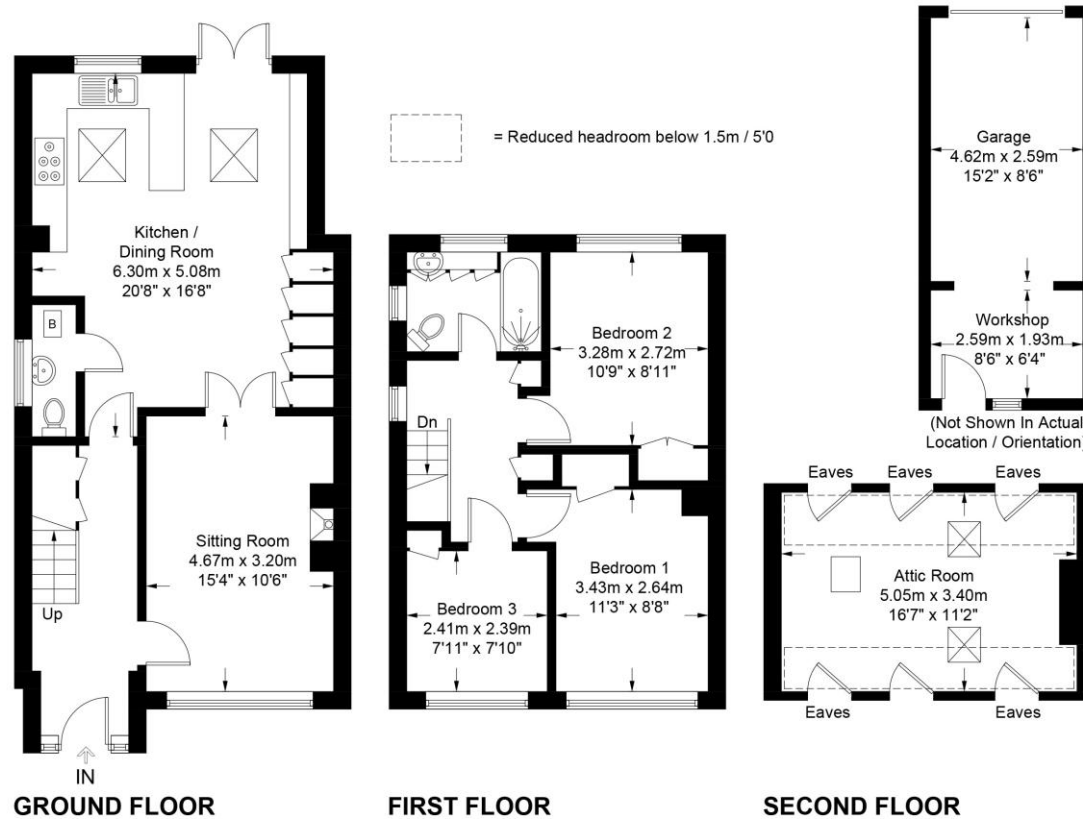 = Reduced headroom below 1.5m / 5'0
Kitchen /
Dining Room
6.30m x 5.08m
20'8" x 16'8"
B
Sitting Room
4.67m x 3.20m
15'4" x 10'6"
Up
IN
GROUND FLOOR
Bedroom 2
3.28m x 2.72m
10'9" x 8'11"
Dn
Bedroom 1
3.43m x 2.64m
11'3" x 8'8"
Bedroom 3
2.41m x 2.39m
7'11" x 7'10"
FIRST FLOOR
Garage
4.62m x 2.59m
15'2" x 8'6"
Workshop
2.59m x 1.93m
8'6" x 6'4"
(Not Shown In Actual
Location / Orientation)
Eaves
Eaves
Eaves
Attic Room
5.05m x 3.40m
16'7" x 11'2"
Eaves
Eaves
SECOND FLOOR